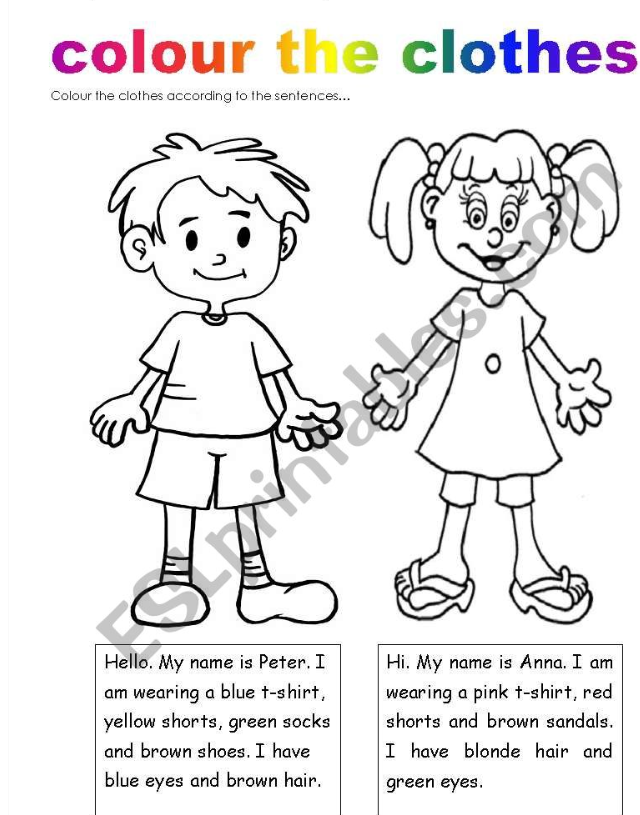 colour the clothes
Colour the clothes according to the sentences...
ESLprintables.com
Hello. My name is Peter. I
am wearing a blue t-shirt,
yellow shorts, green socks
and brown shoes. I have
blue eyes and brown hair.
Hi. My name is Anna. I am
wearing a pink t-shirt, red
shorts and brown sandals.
I have blonde hair and
green eyes.